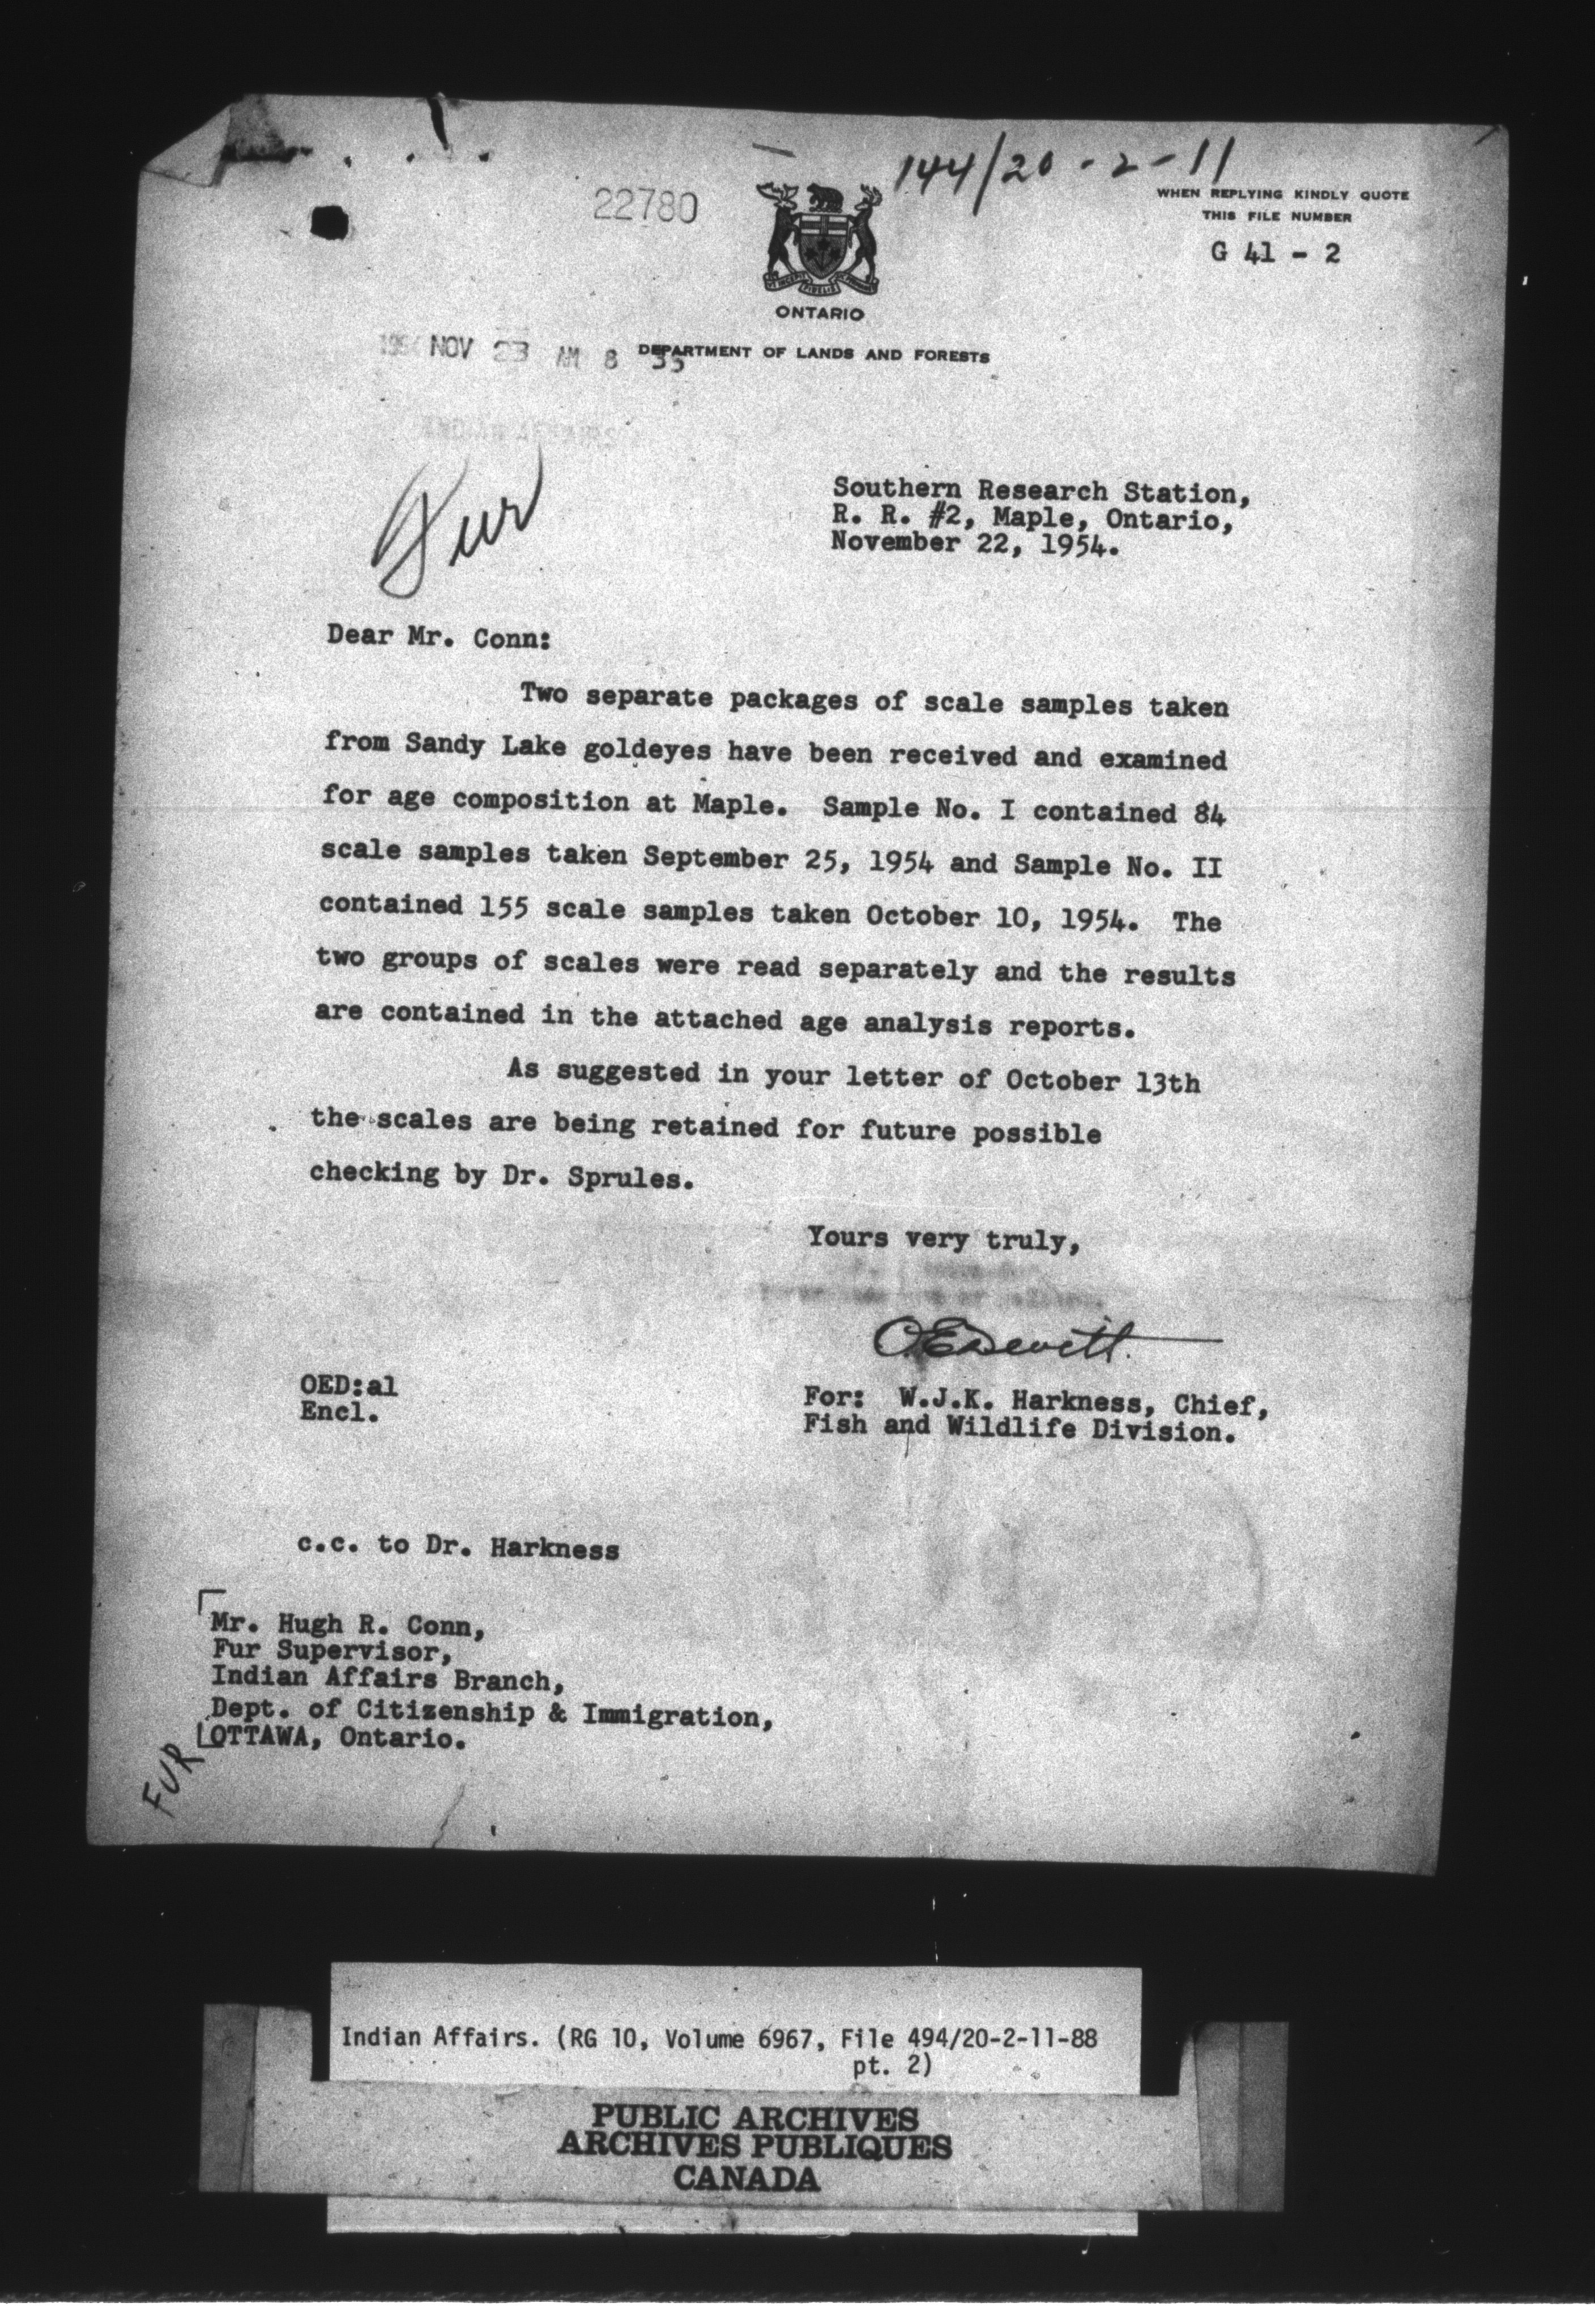 144/20-2-11
22780
WHEN REPLYING KINDLY QUOTE
THIS FILE NUMBER
G 41 - 2
ONTARIO
NOV 23 AM 8 35
DEPARTMENT OF LANDS AND FORESTS
INDIAN AFFAIRS
Fur
Southern Research Station,
R. R. #2, Maple, Ontario,
November 22, 1954.
Dear Mr. Conn:
Two separate packages of scale samples taken
from Sandy Lake goldeyes have been received and examined
for age composition at Maple. Sample No. I contained 84
scale samples taken September 25, 1954 and Sample No. II
contained 155 scale samples taken October 10, 1954. The
two groups of scales were read separately and the results
are contained in the attached age analysis reports.
As suggested in your letter of October 13th
the scales are being retained for future possible
checking by Dr. Sprules.
Yours very truly,
O.E. Devitt.
OED:al
Encl.
For: W.J.K. Harkness, Chief,
Fish and Wildlife Division.
c.c. to Dr. Harkness
Mr. Hugh R. Conn,
Fur Supervisor,
Indian Affairs Branch,
Dept. of Citizenship & Immigration,
OTTAWA, Ontario.
FUR
Indian Affairs. (RG 10, Volume 6967, File 494/20-2-11-88
pt. 2)
PUBLIC ARCHIVES
ARCHIVES PUBLIQUES
CANADA